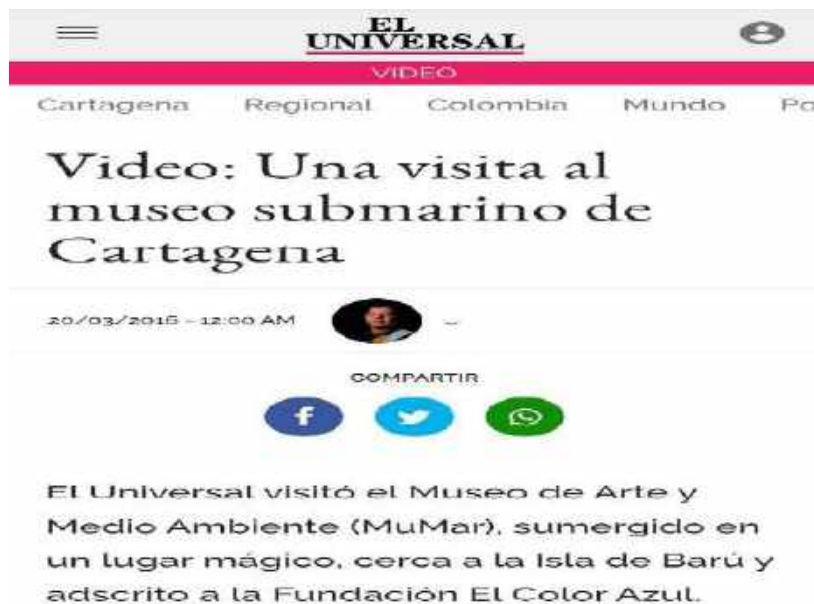 EL
UNIVERSAL
VIDEO
Cartagena Regional Colombia Mundo Po
Video: Una visita al
museo submarino de
Cartagena
20/03/2016 - 12:00 AM
COMPARTIR
El Universal visitó el Museo de Arte y
Medio Ambiente (MuMar), sumergido en
un lugar mágico, cerca a la Isla de Barú y
adscrito a la Fundación El Color Azul.